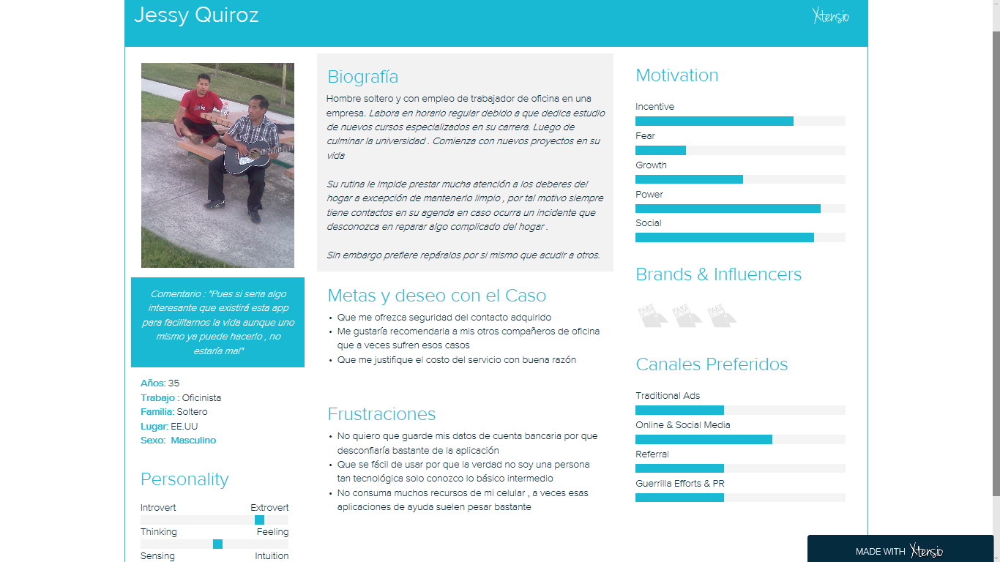 Jessy Quiroz
Xtensio
Comentario : "Pues si seria algo
interesante que existirá esta app
para facilitarnos la vida aunque uno
mismo ya puede hacerlo , no
estaría mal"
Años: 35
Trabajo : Oficinista
Familia: Soltero
Lugar: EE.UU
Sexo: Masculino
Personality
Introvert Extrovert
Thinking Feeling
Sensing Intuition
Biografía
Hombre soltero y con empleo de trabajador de oficina en una
empresa. Labora en horario regular debido a que dedica estudio
de nuevos cursos especializados en su carrera. Luego de
culminar la universidad . Comienza con nuevos proyectos en su
vida
Su rutina le impide prestar mucha atención a los deberes del
hogar a excepción de mantenerlo limpio , por tal motivo siempre
tiene contactos en su agenda en caso ocurra un incidente que
desconozca en reparar algo complicado del hogar .
Sin embargo prefiere repáralos por si mismo que acudir a otros.
Metas y deseo con el Caso
• Que me ofrezca seguridad del contacto adquirido
• Me gustaría recomendarla a mis otros compañeros de oficina
que a veces sufren esos casos
• Que me justifique el costo del servicio con buena razón
Frustraciones
• No quiero que guarde mis datos de cuenta bancaria por que
desconfiaría bastante de la aplicación
• Que se fácil de usar por que la verdad no soy una persona
tan tecnológica solo conozco lo básico intermedio
• No consuma muchos recursos de mi celular , a veces esas
aplicaciones de ayuda suelen pesar bastante
Motivation
Incentive
Fear
Growth
Power
Social
Brands & Influencers
Canales Preferidos
Traditional Ads
Online & Social Media
Referral
Guerrilla Efforts & PR
MADE WITH Xtensio